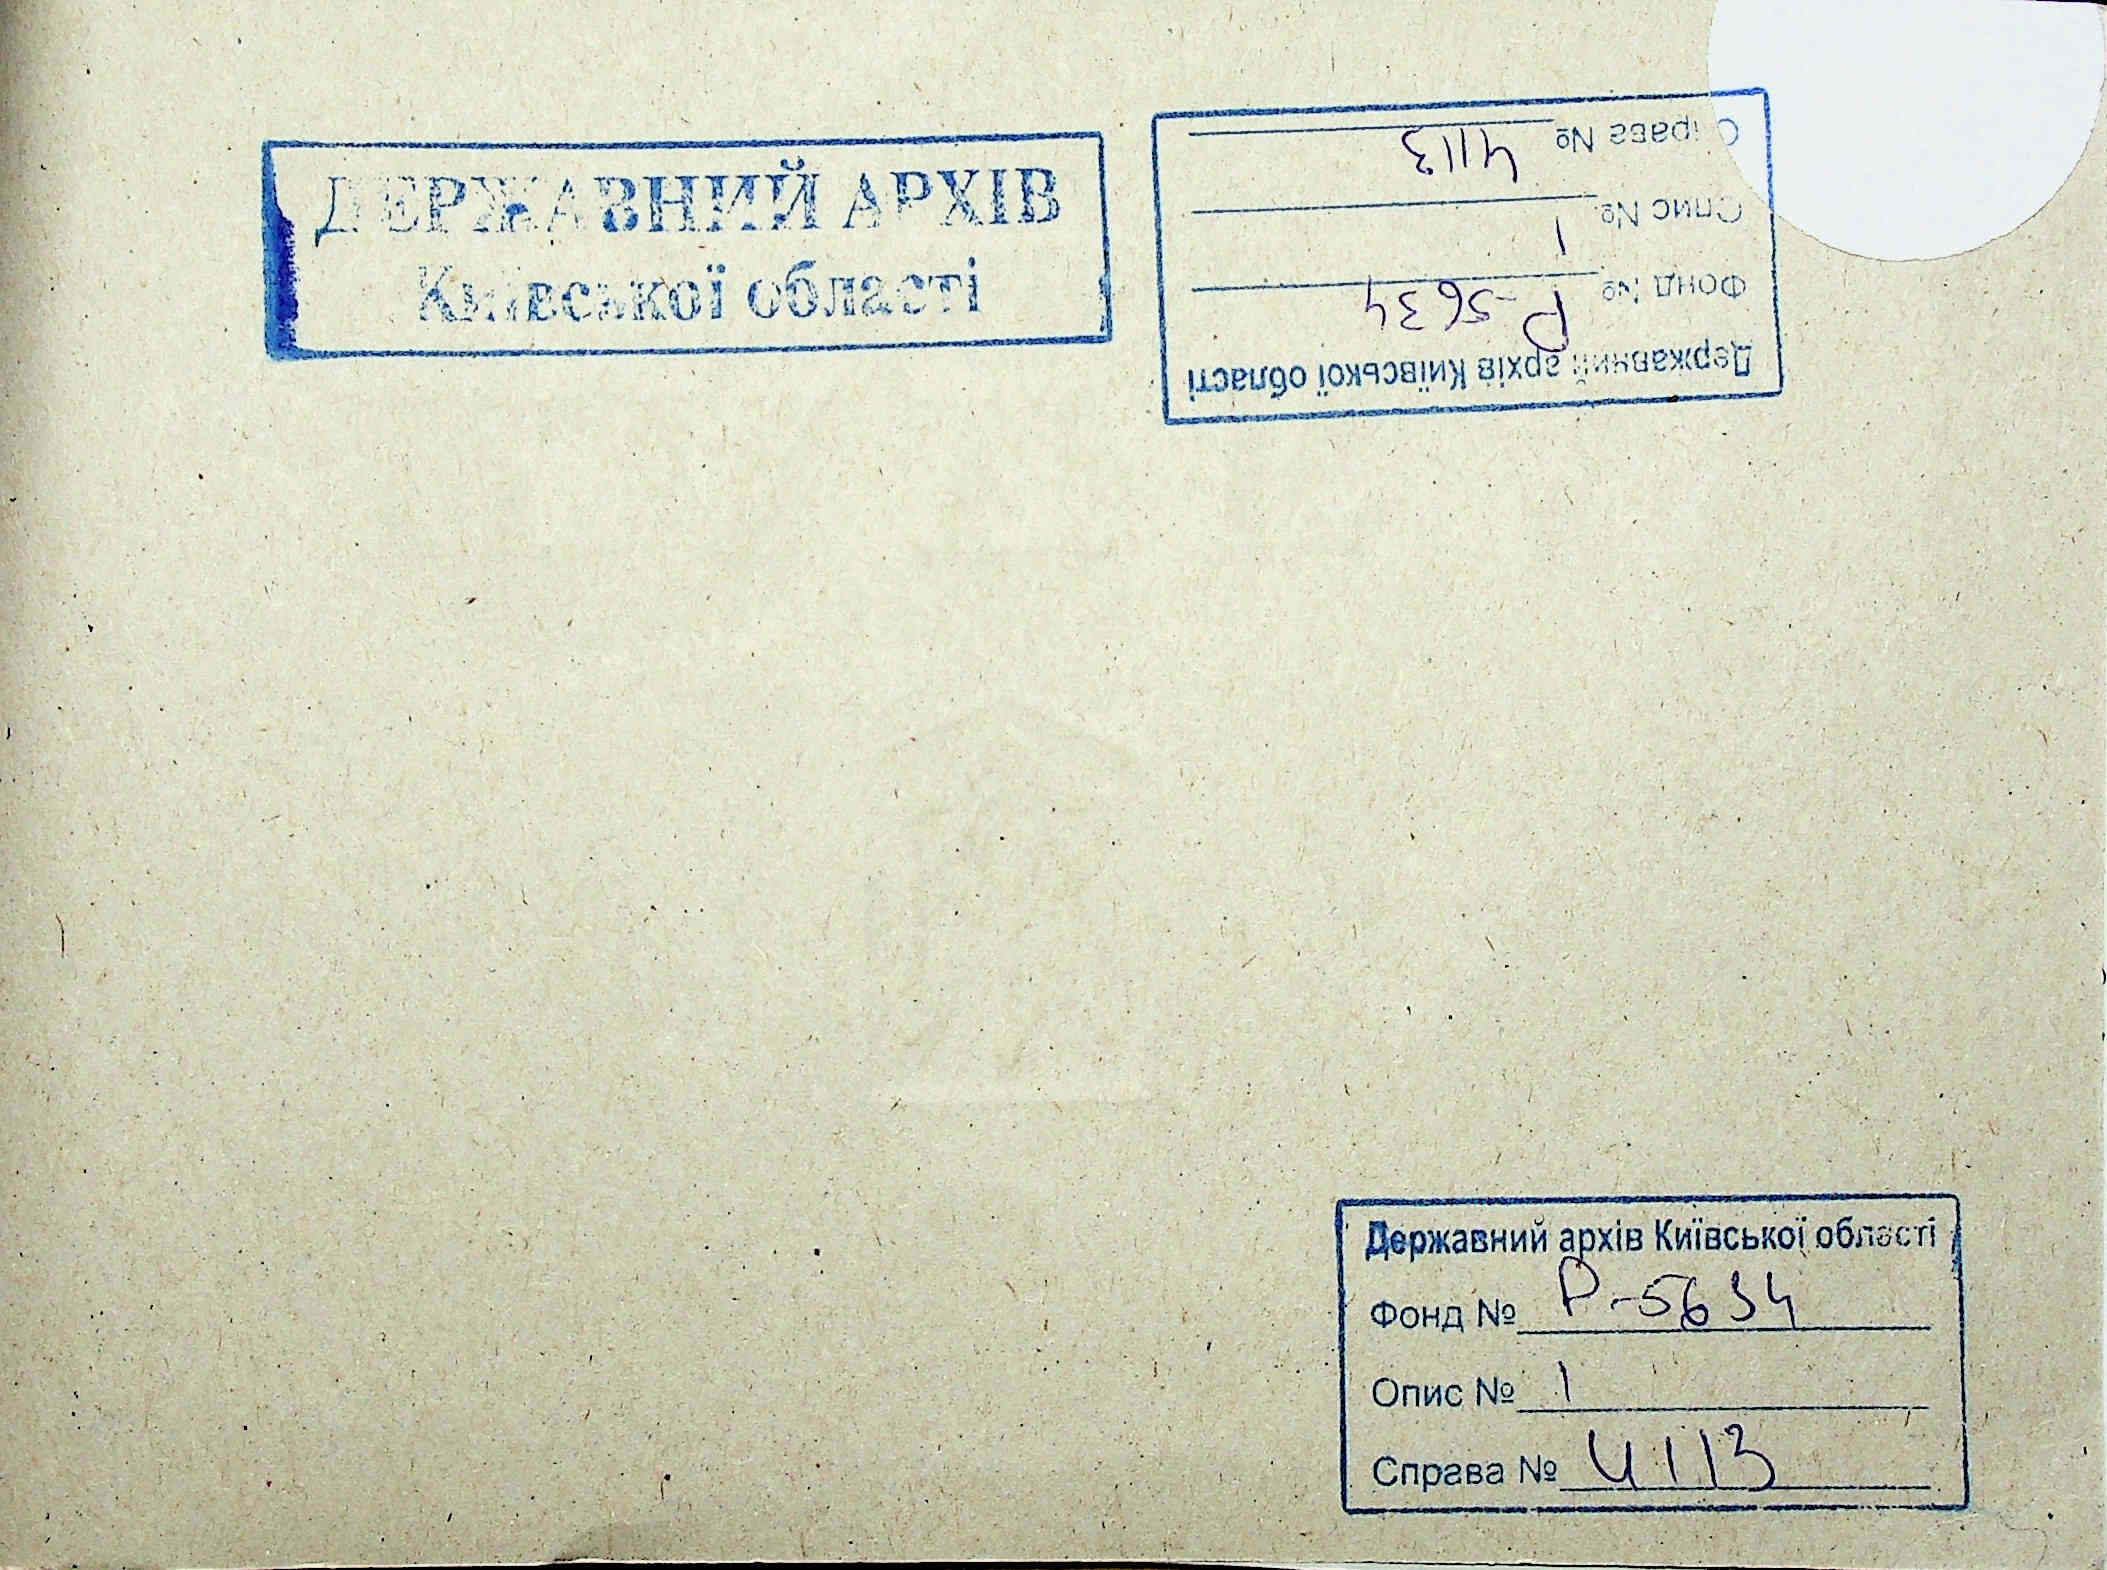 ДЕРЖАВНИЙ АРХІВ
Київської області
Державний архів Київської області
Фонд № Р-5634
Опис № 1
Справа № 4113
Державний архів Київської області
Фонд № Р-5634
Опис № 1
Справа № 4113